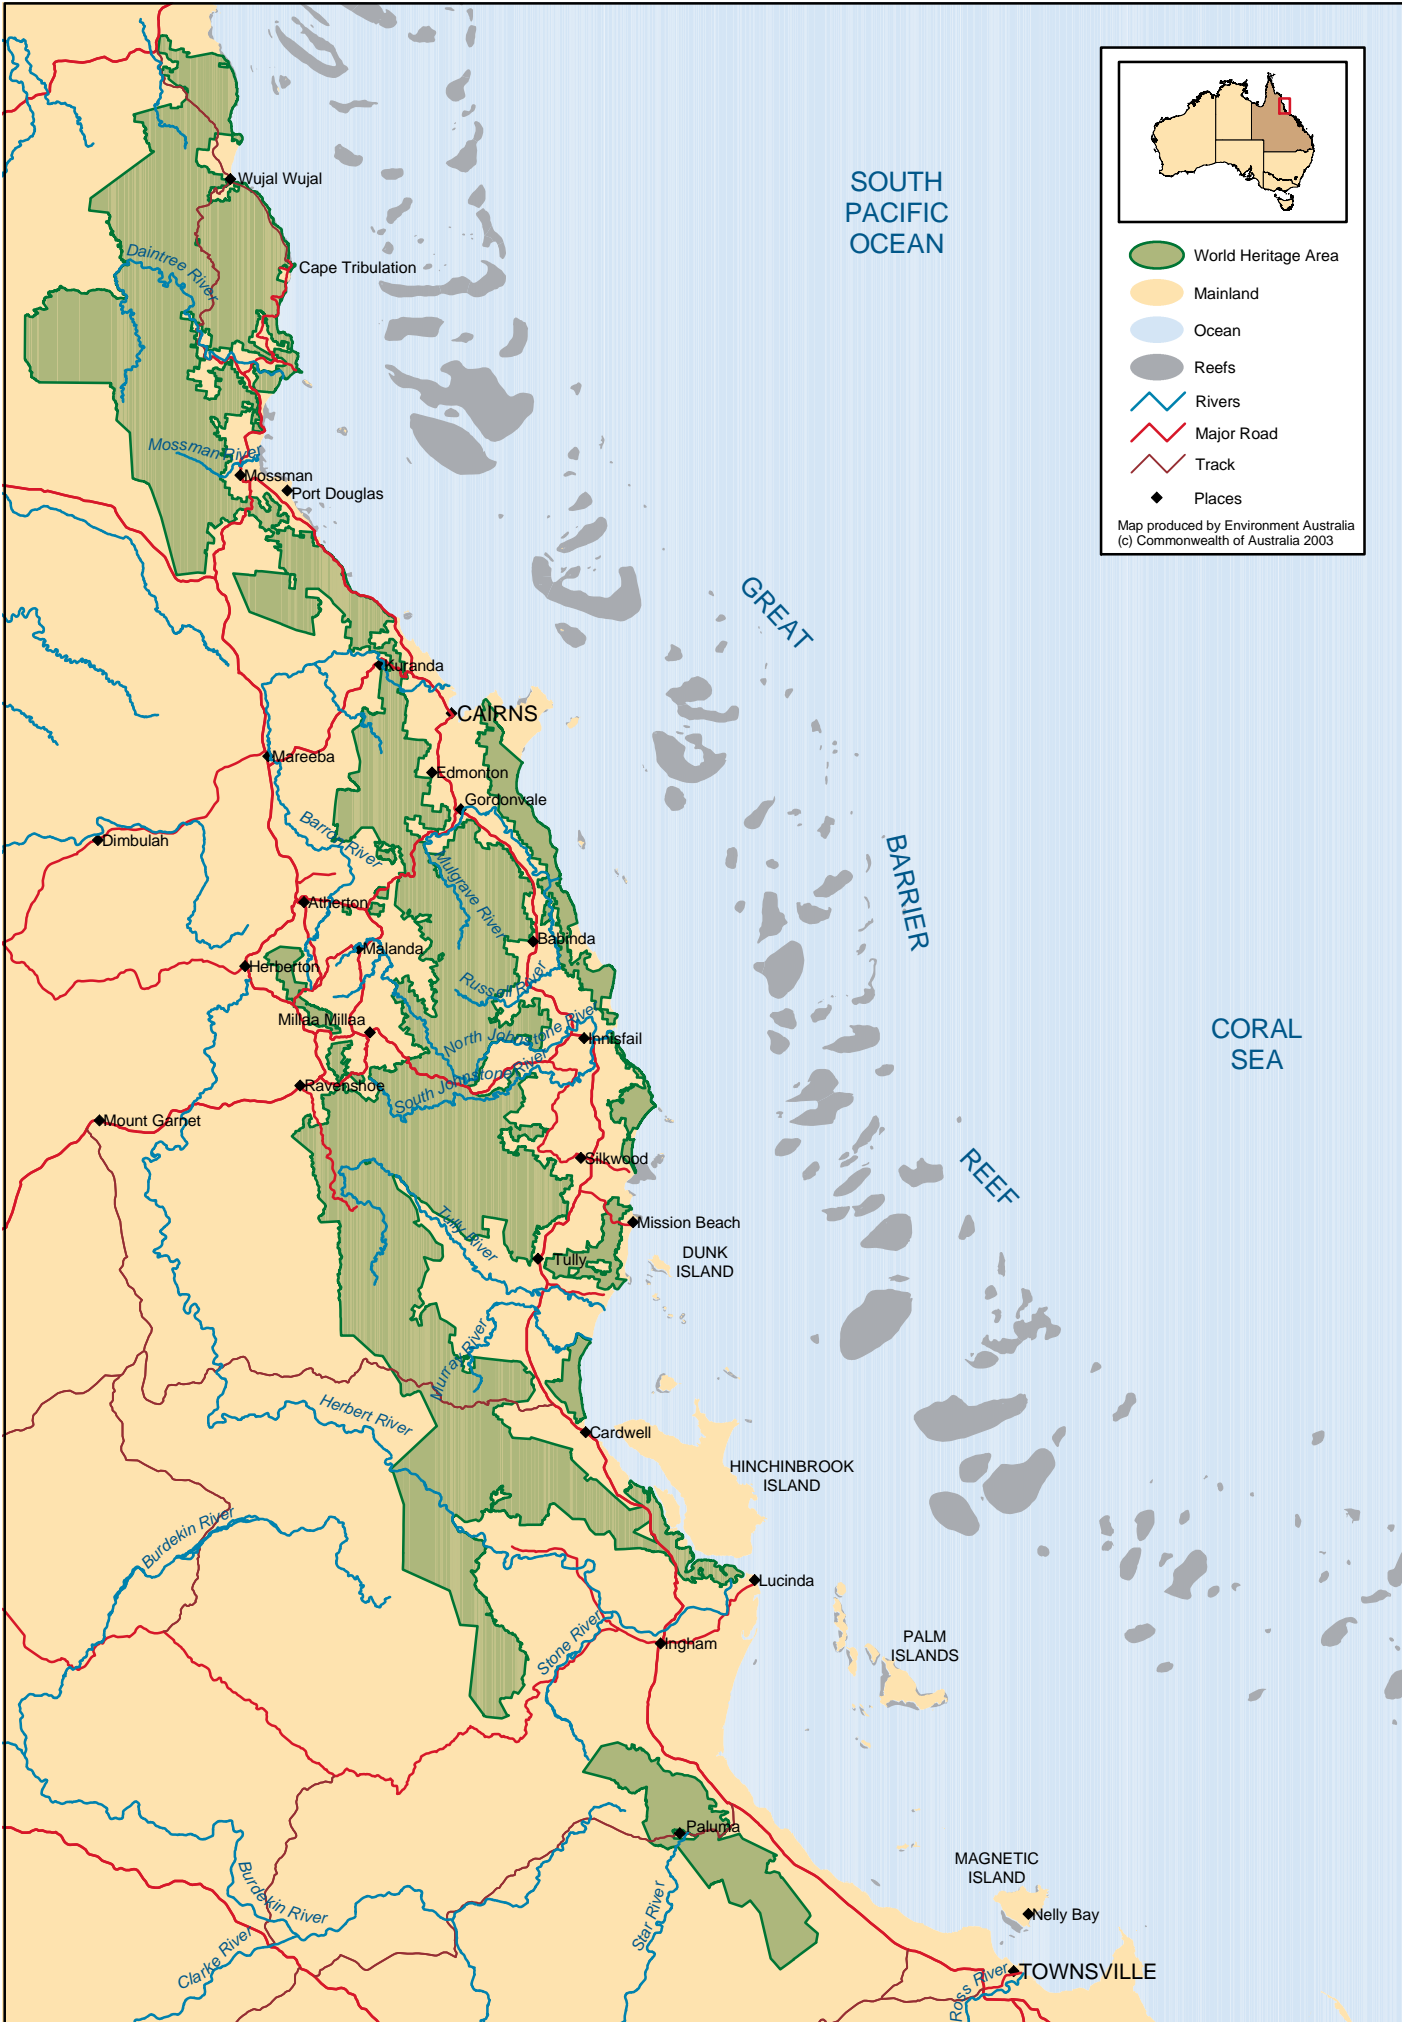 SOUTH
PACIFIC
OCEAN
World Heritage Area
Mainland
Ocean
Reefs
Rivers
Major Road
Track
Places
Map produced by Environment Australia
(c) Commonwealth of Australia 2003
Wujal Wujal
Daintree River
Cape Tribulation
Mossman River
Mossman
Port Douglas
GREAT
Kuranda
CAIRNS
Mareeba
Edmonton
Gordonvale
Barron River
Dimbulah
Mulgrave River
BARRIER
Atherton
Babinda
Malanda
Herberton
Russell River
Millaa Millaa
North Johnstone River
Innisfail
CORAL
SEA
South Johnstone River
Ravenshoe
Mount Garnet
Silkwood
REEF
Tully River
Mission Beach
Tully
DUNK
ISLAND
Murray River
Herbert River
Cardwell
HINCHINBROOK
ISLAND
Burdekin River
Lucinda
Stone River
Ingham
PALM
ISLANDS
Paluma
MAGNETIC
ISLAND
Burdekin River
Star River
Nelly Bay
Clarke River
Ross River
TOWNSVILLE